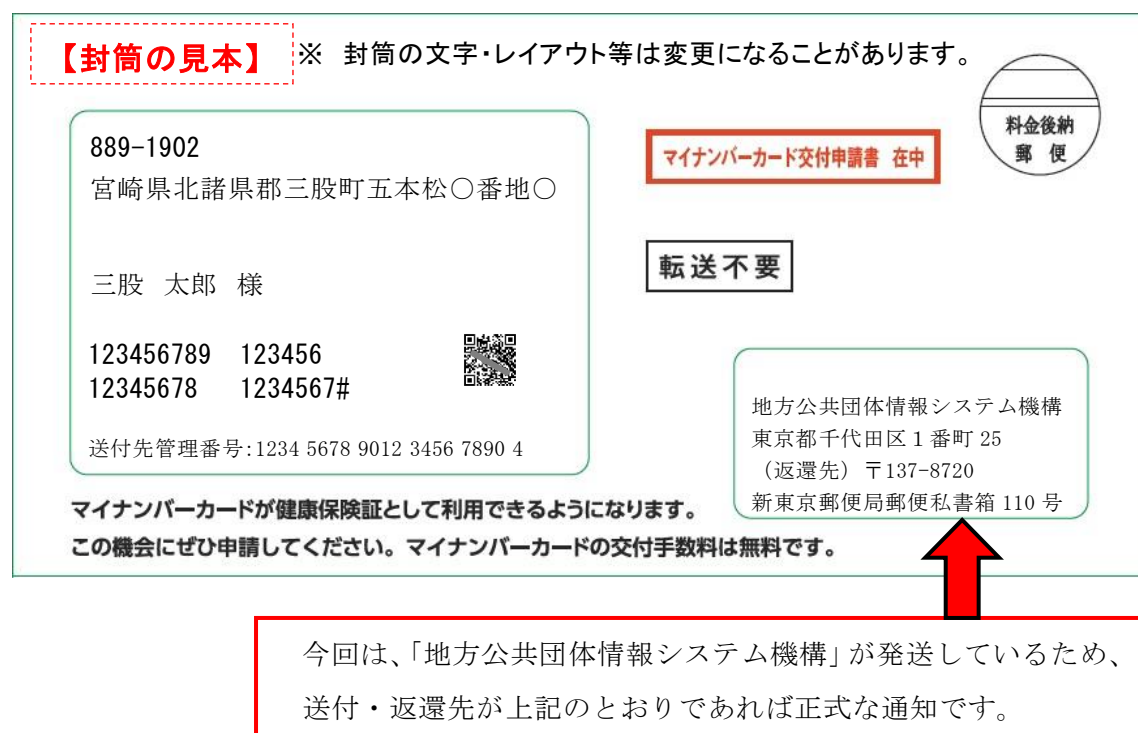 【封筒の見本】 ※ 封筒の文字・レイアウト等は変更になることがあります。
料金後納
郵 便
889-1902
宮崎県北諸県郡三股町五本松〇番地〇
マイナンバーカード交付申請書 在中
三股 太郎 様
転送不要
123456789 123456
12345678 1234567#
送付先管理番号:1234 5678 9012 3456 7890 4
地方公共団体情報システム機構
東京都千代田区1番町25
（返還先）〒137-8720
新東京郵便局郵便私書箱110号
マイナンバーカードが健康保険証として利用できるようになります。
この機会にぜひ申請してください。マイナンバーカードの交付手数料は無料です。
今回は、「地方公共団体情報システム機構」が発送しているため、
送付・返還先が上記のとおりであれば正式な通知です。